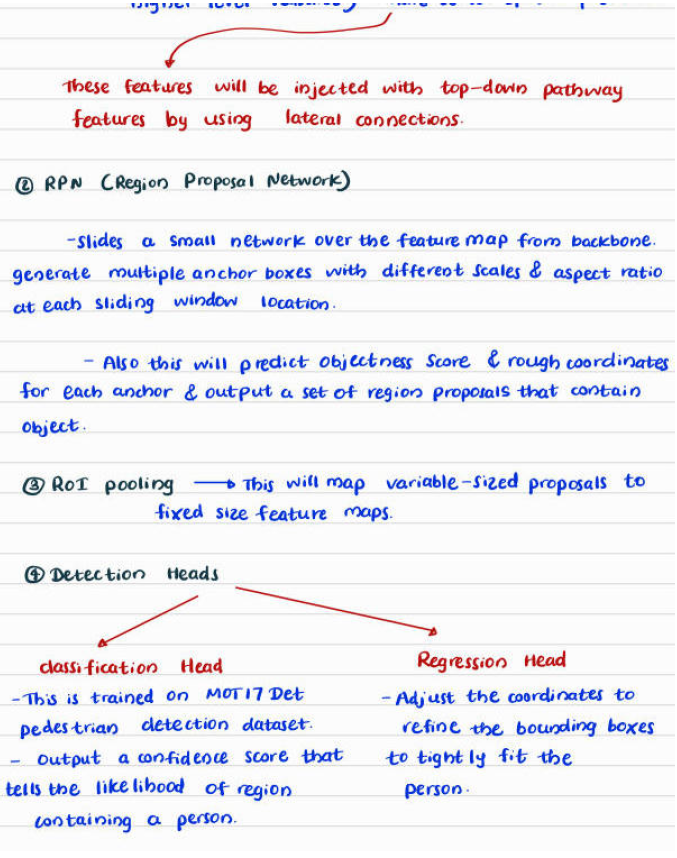 These features will be injected with top-down pathway
features by using lateral connections.
② RPN (Region Proposal Network)
-slides a small network over the feature map from backbone.
generate multiple anchor boxes with different scales & aspect ratio
at each sliding window location.
- Also this will predict objectness score & rough coordinates
for each anchor & output a set of region proposals that contain
object.
③ RoI pooling → This will map variable-sized proposals to
fixed size feature maps.
④ Detection Heads
classification Head
-This is trained on MOT17Det
pedestrian detection dataset.
- output a confidence score that
tells the likelihood of region
containing a person.
Regression Head
-Adjust the coordinates to
refine the bounding boxes
to tightly fit the
person.